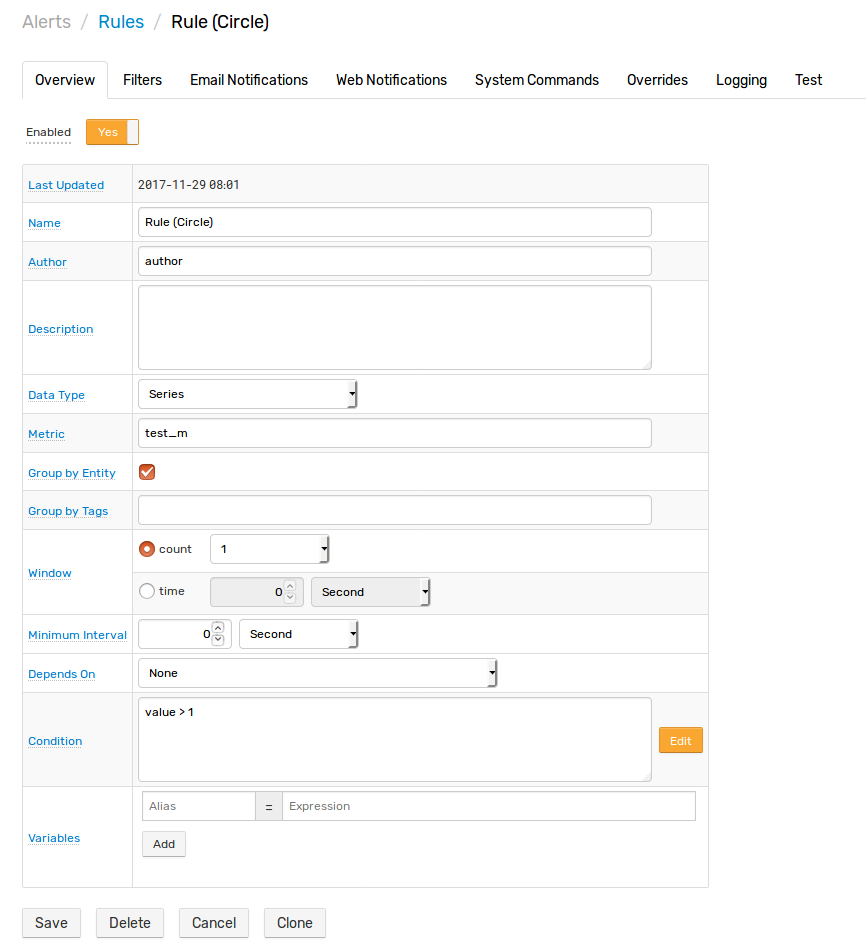 Alerts / Rules / Rule (Circle)
Overview Filters Email Notifications Web Notifications System Commands Overrides Logging Test
Enabled Yes
Last Updated 2017-11-29 08:01
Name Rule (Circle)
Author author
Description
Data Type Series
Metric test_m
Group by Entity
Group by Tags
Window
count 1
time 0 Second
Minimum Interval 0 Second
Depends On None
Condition value > 1 Edit
Variables Alias = Expression
Add
Save Delete Cancel Clone